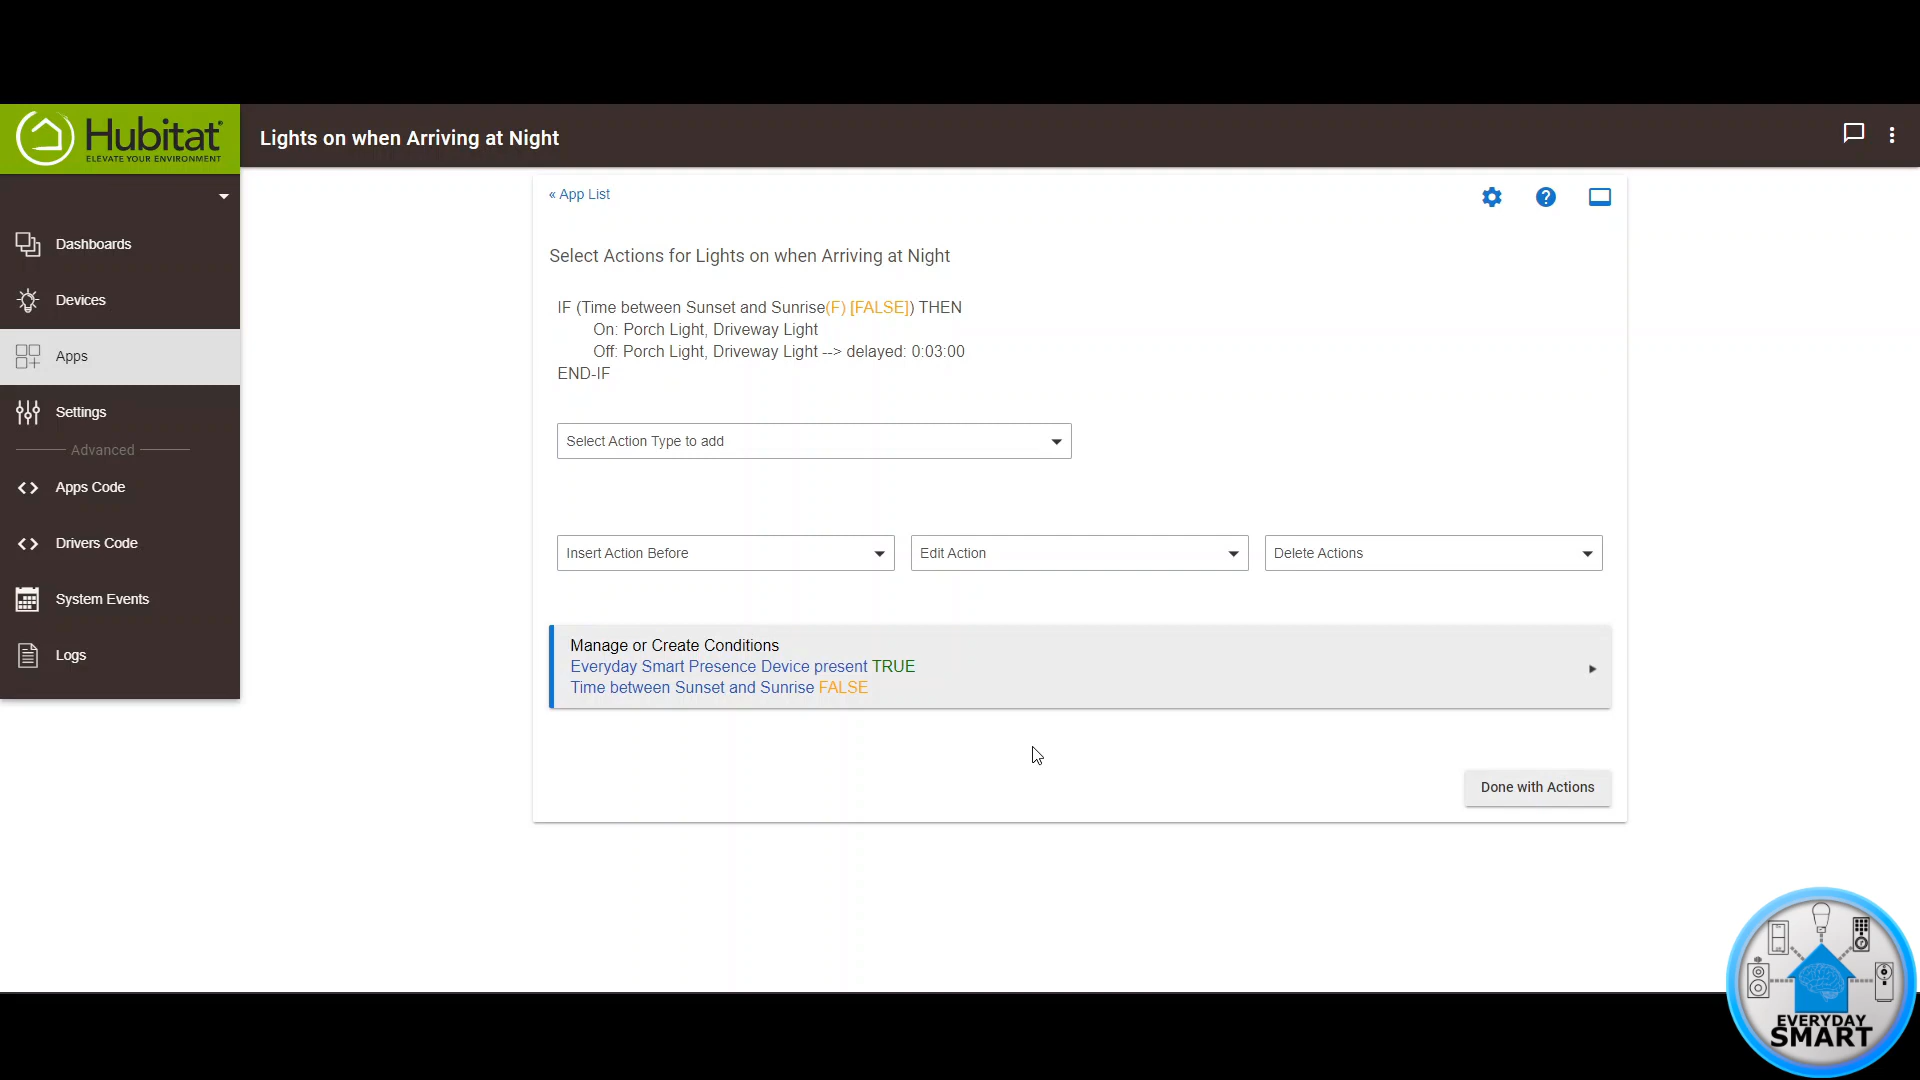 Hubitat®
ELEVATE YOUR ENVIRONMENT
Lights on when Arriving at Night
Dashboards
Devices
Apps
Settings
Advanced
Apps Code
Drivers Code
System Events
Logs
« App List
Select Actions for Lights on when Arriving at Night
IF (Time between Sunset and Sunrise(F) [FALSE]) THEN
On: Porch Light, Driveway Light
Off: Porch Light, Driveway Light --> delayed: 0:03:00
END-IF
Select Action Type to add
Insert Action Before
Edit Action
Delete Actions
Manage or Create Conditions
Everyday Smart Presence Device present TRUE
Time between Sunset and Sunrise FALSE
Done with Actions
EVERYDAY
SMART